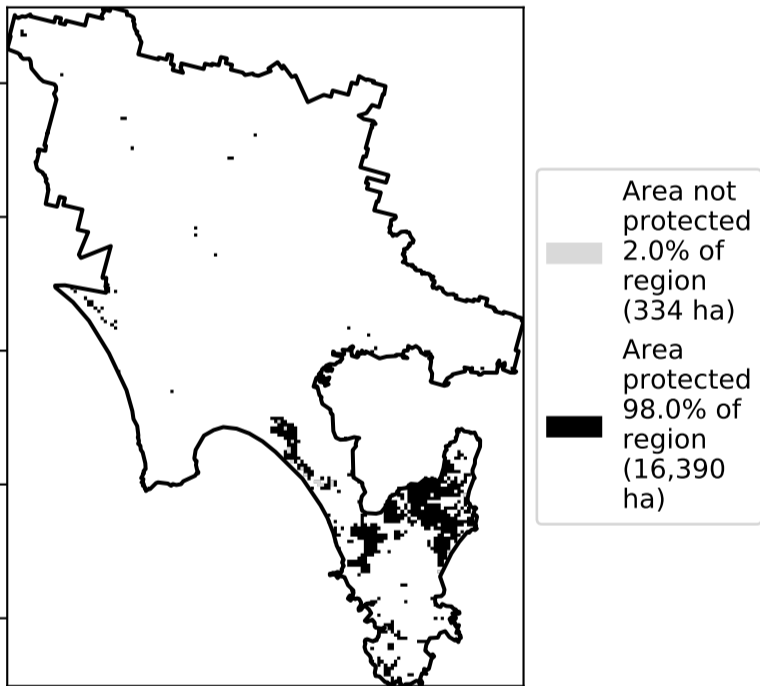 Area not
protected
2.0% of
region
(334 ha)
Area
protected
98.0% of
region
(16,390
ha)